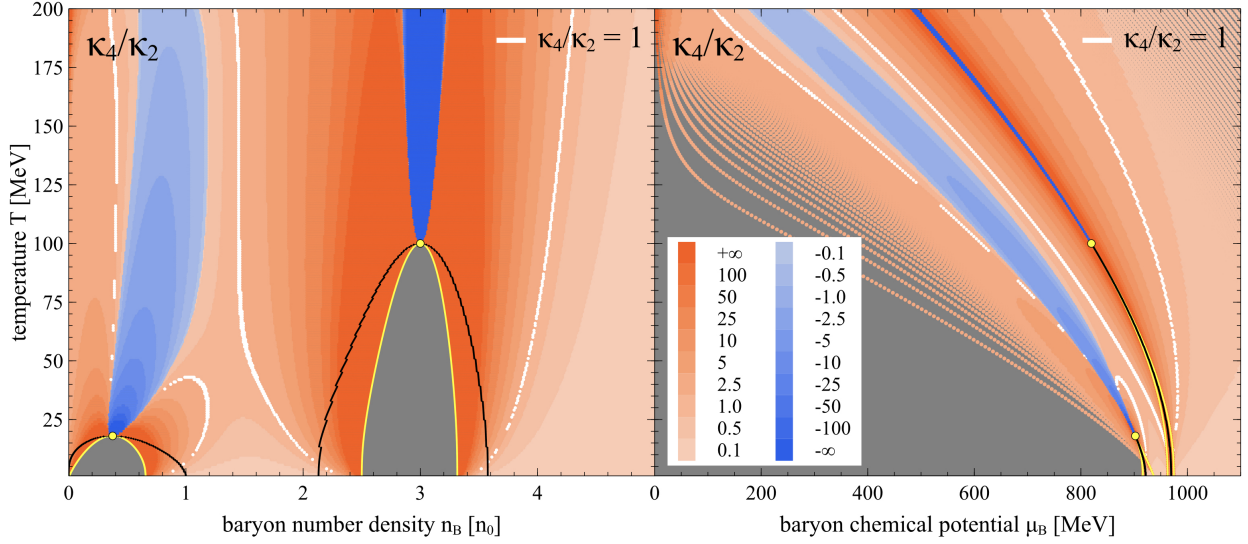 κ₄/κ₂
κ₄/κ₂ = 1
κ₄/κ₂
κ₄/κ₂ = 1
200
175
150
125
100
75
50
25
temperature T [MeV]
+∞ -0.1
100 -0.5
50 -1.0
25 -2.5
10 -5
5 -10
2.5 -25
1.0 -50
0.5 -100
0.1 -∞
0 1 2 3 4
0 200 400 600 800 1000
baryon number density n_B [n₀]
baryon chemical potential μ_B [MeV]